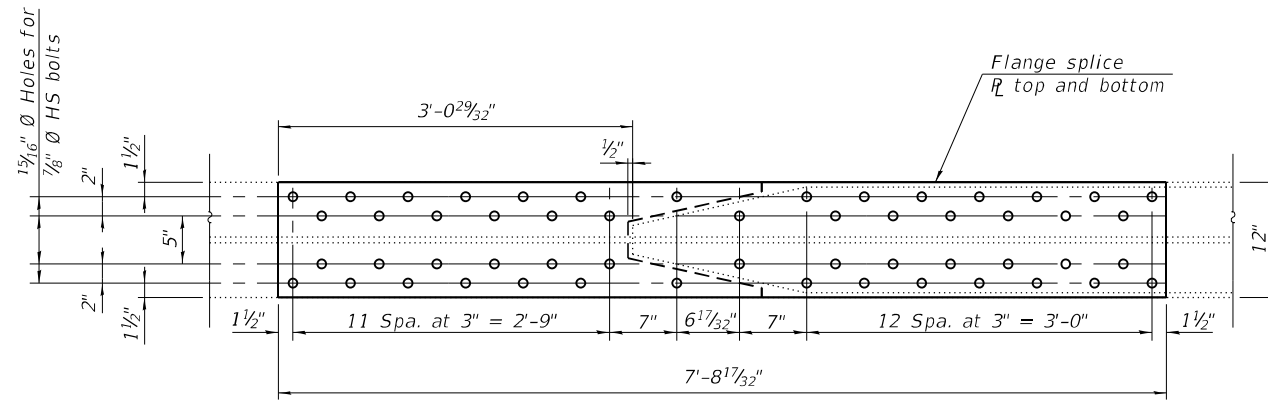 15/16" Ø Holes for
7/8" Ø HS bolts
Flange splice
PL top and bottom
3'-0 29/32"
1/2"
1 1/2"
2"
5"
2"
1 1/2"
12"
1 1/2"
11 Spa. at 3" = 2'-9"
7"
6 17/32"
7"
12 Spa. at 3" = 3'-0"
1 1/2"
7'-8 17/32"